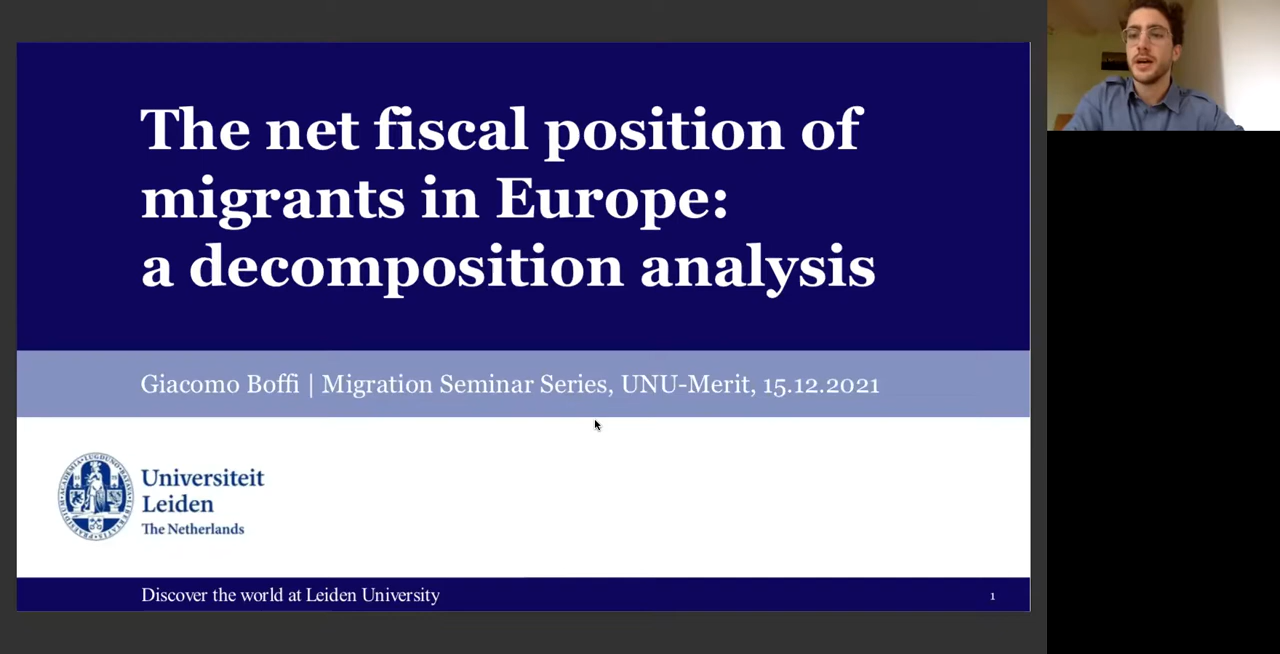 The net fiscal position of
migrants in Europe:
a decomposition analysis
Giacomo Boffi | Migration Seminar Series, UNU-Merit, 15.12.2021
Universiteit
Leiden
The Netherlands
Discover the world at Leiden University
1